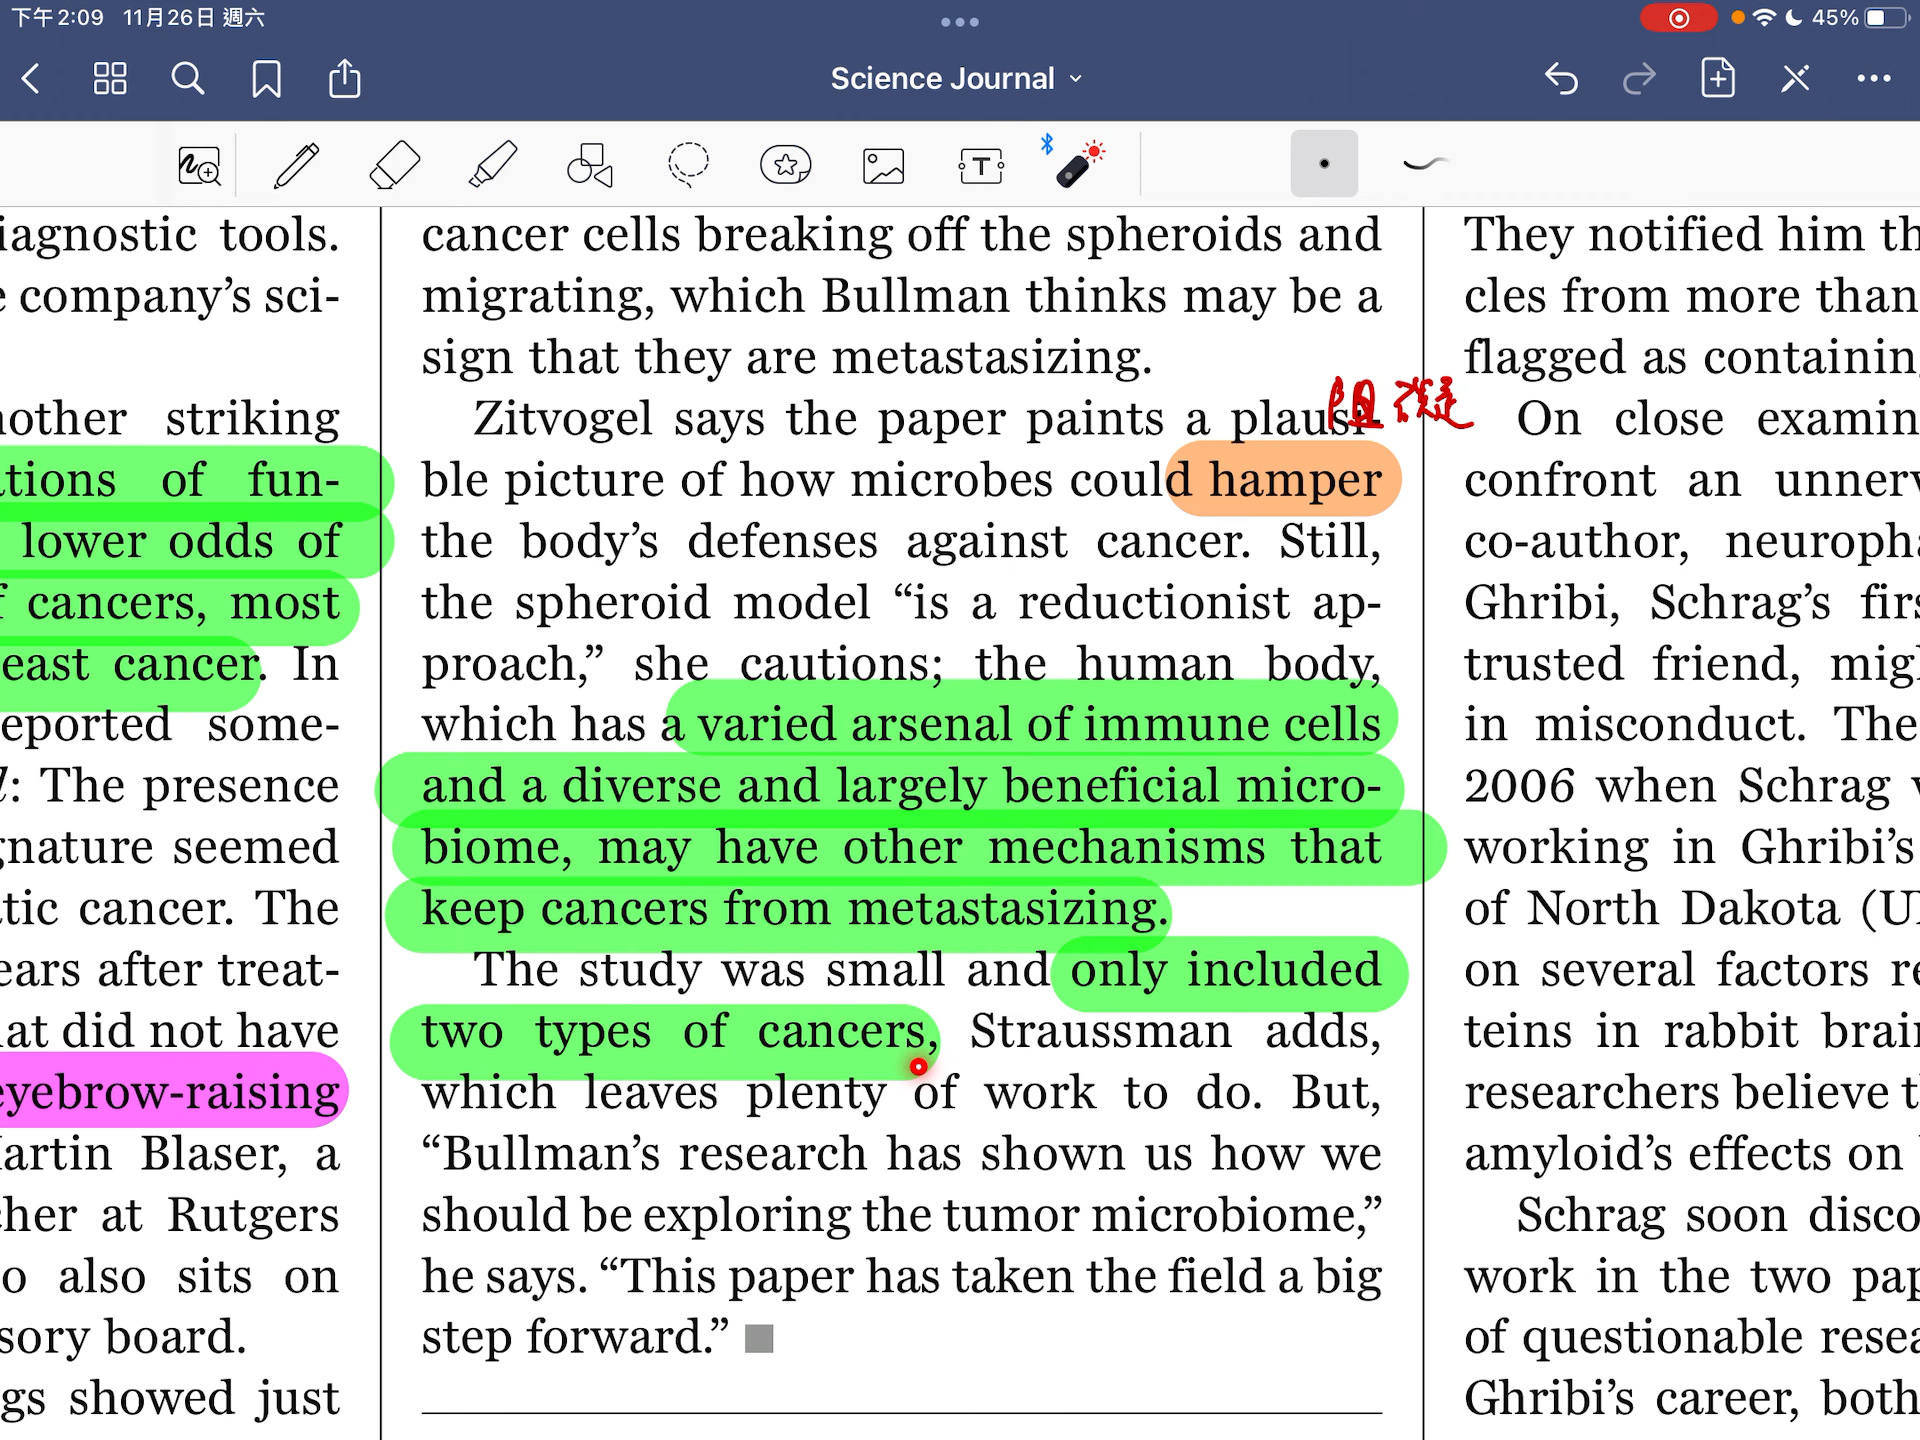 下午2:09 11月26日 週六
45%
Science Journal
T
iagnostic tools.
e company’s sci-
nother striking
ations of fun-
lower odds of
f cancers, most
east cancer. In
eported some-
l: The presence
gnature seemed
tic cancer. The
ears after treat-
hat did not have
eyebrow-raising
Martin Blaser, a
cher at Rutgers
o also sits on
sory board.
gs showed just
cancer cells breaking off the spheroids and
migrating, which Bullman thinks may be a
sign that they are metastasizing.
阻礙
Zitvogel says the paper paints a plausi-
ble picture of how microbes could hamper
the body’s defenses against cancer. Still,
the spheroid model “is a reductionist ap-
proach,” she cautions; the human body,
which has a varied arsenal of immune cells
and a diverse and largely beneficial micro-
biome, may have other mechanisms that
keep cancers from metastasizing.
The study was small and only included
two types of cancers, Straussman adds,
which leaves plenty of work to do. But,
“Bullman’s research has shown us how we
should be exploring the tumor microbiome,”
he says. “This paper has taken the field a big
step forward.”
They notified him th
cles from more than
flagged as containin
On close examin
confront an unnerv
co-author, neuropha
Ghribi, Schrag’s firs
trusted friend, migh
in misconduct. The
2006 when Schrag w
working in Ghribi’s
of North Dakota (U
on several factors re
teins in rabbit brain
researchers believe t
amyloid’s effects on
Schrag soon disco
work in the two pap
of questionable resea
Ghribi’s career, both